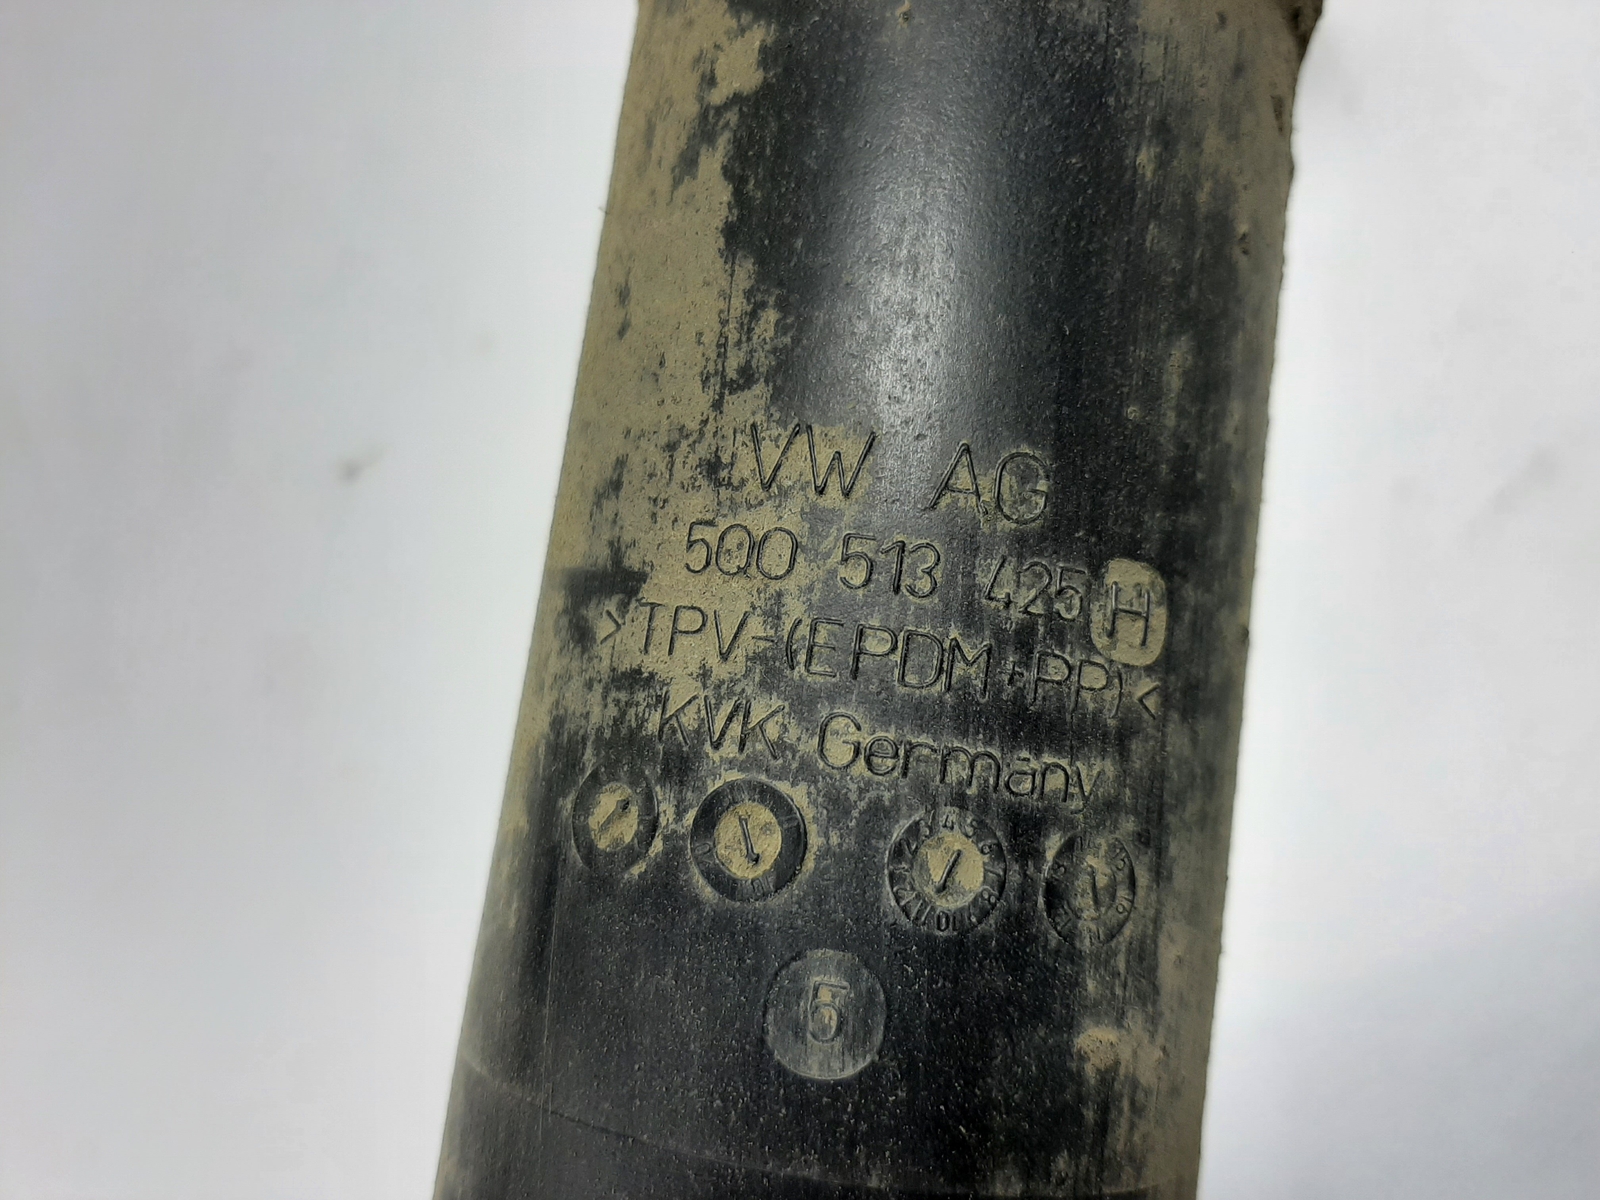 VW AG
5Q0 513 425 H
>TPV-(EPDM+PP)<
KVK Germany
5